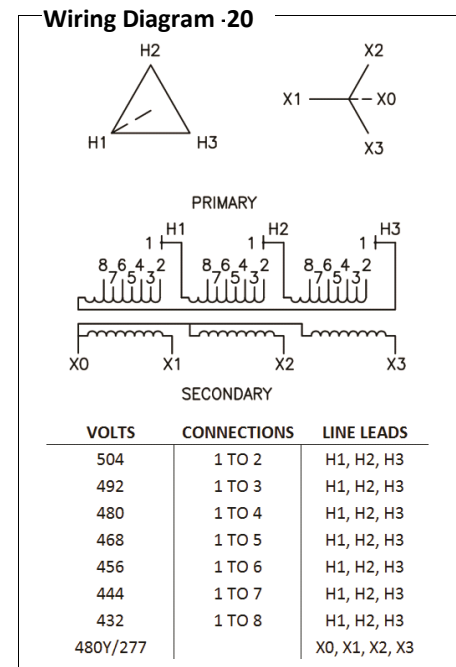 Wiring Diagram -20
H2
H1
H3
X2
X1
X0
X3
PRIMARY
H1 H2 H3
1 1 1
8 7 6 5 4 3 2 8 7 6 5 4 3 2 8 7 6 5 4 3 2
X0 X1 X2 X3
SECONDARY
VOLTS CONNECTIONS LINE LEADS
504 1 TO 2 H1, H2, H3
492 1 TO 3 H1, H2, H3
480 1 TO 4 H1, H2, H3
468 1 TO 5 H1, H2, H3
456 1 TO 6 H1, H2, H3
444 1 TO 7 H1, H2, H3
432 1 TO 8 H1, H2, H3
480Y/277 X0, X1, X2, X3